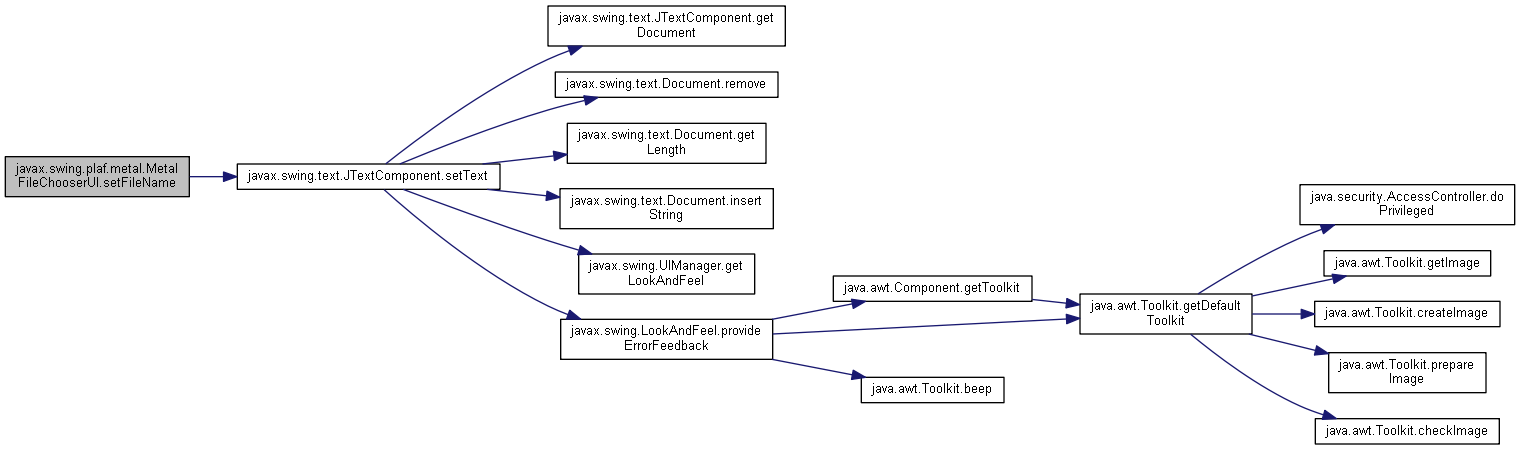 javax.swing.plaf.metal.Metal
FileChooserUI.setFileName
javax.swing.text.JTextComponent.setText
javax.swing.text.JTextComponent.get
Document
javax.swing.text.Document.remove
javax.swing.text.Document.get
Length
javax.swing.text.Document.insert
String
javax.swing.UIManager.get
LookAndFeel
javax.swing.LookAndFeel.provide
ErrorFeedback
java.awt.Component.getToolkit
java.awt.Toolkit.beep
java.awt.Toolkit.getDefault
Toolkit
java.security.AccessController.do
Privileged
java.awt.Toolkit.getImage
java.awt.Toolkit.createImage
java.awt.Toolkit.prepare
Image
java.awt.Toolkit.checkImage